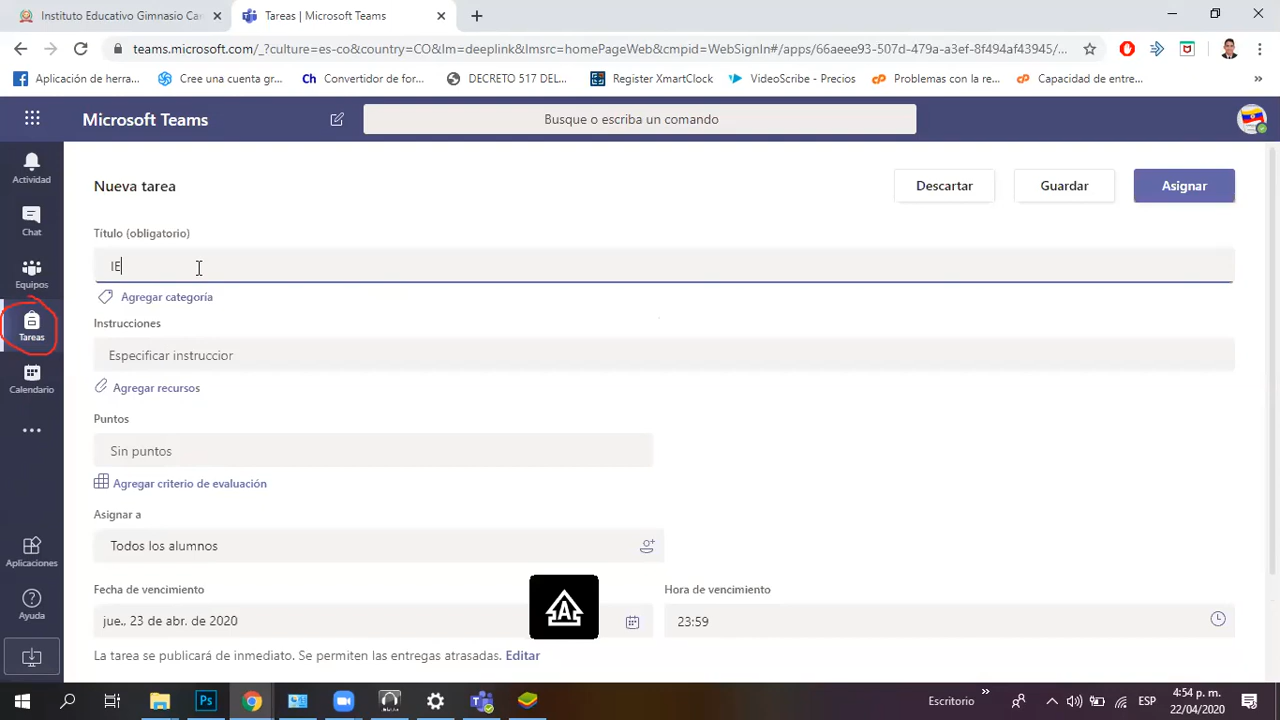 Instituto Educativo Gimnasio Ca
Tareas | Microsoft Teams
teams.microsoft.com/_?culture=es-co&country=CO&lm=deeplink&lmsrc=homePageWeb&cmpid=WebSignIn#/apps/66aeee93-507d-479a-a3ef-8f494af43945/...
Aplicación de herra...
Cree una cuenta gr...
Ch Convertidor de for...
DECRETO 517 DEL...
Register XmartClock
VideoScribe - Precios
Problemas con la re...
Capacidad de entre...
»
Microsoft Teams
Busque o escriba un comando
Actividad
Chat
Equipos
Tareas
Calendario
Aplicaciones
Ayuda
Nueva tarea
Descartar
Guardar
Asignar
Título (obligatorio)
IE
Agregar categoría
Instrucciones
Especificar instruccior
Agregar recursos
Puntos
Sin puntos
Agregar criterio de evaluación
Asignar a
Todos los alumnos
Fecha de vencimiento
Hora de vencimiento
jue., 23 de abr. de 2020
23:59
La tarea se publicará de inmediato. Se permiten las entregas atrasadas. Editar
A
Ps
Escritorio
»
ESP
4:54 p. m.
22/04/2020